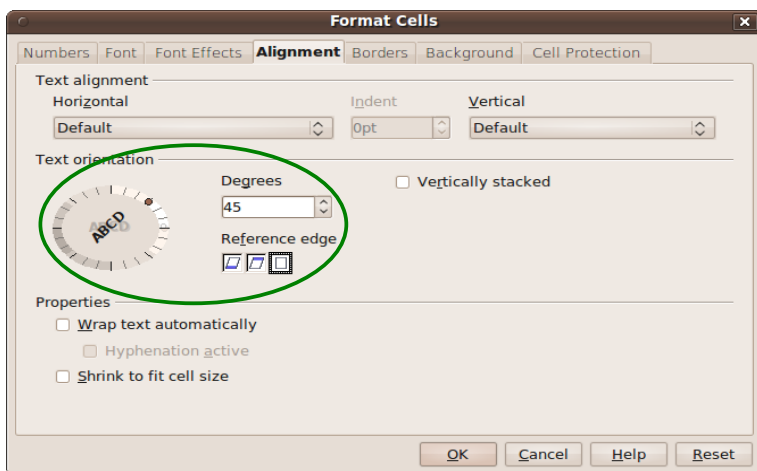 Format Cells
Numbers Font Font Effects Alignment Borders Background Cell Protection
Text alignment
Horizontal Indent Vertical
Default 0pt Default
Text orientation
Degrees
Vertically stacked
45
ABCD
ABCD
Reference edge
Properties
Wrap text automatically
Hyphenation active
Shrink to fit cell size
OK Cancel Help Reset